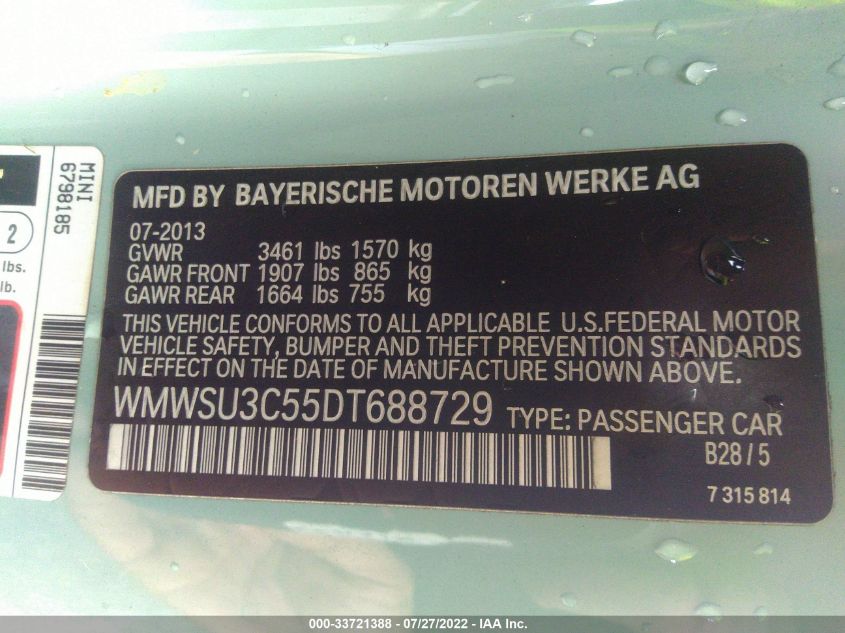 MINI
6798185
2
lbs.
lb.
MFD BY BAYERISCHE MOTOREN WERKE AG
07-2013
GVWR 3461 lbs 1570 kg
GAWR FRONT 1907 lbs 865 kg
GAWR REAR 1664 lbs 755 kg
THIS VEHICLE CONFORMS TO ALL APPLICABLE U.S.FEDERAL MOTOR
VEHICLE SAFETY, BUMPER AND THEFT PREVENTION STANDARDS
IN EFFECT ON THE DATE OF MANUFACTURE SHOWN ABOVE.
WMWSU3C55DT688729 TYPE: PASSENGER CAR
B28/5
7 315 814
000-33721388 - 07/27/2022 - IAA Inc.